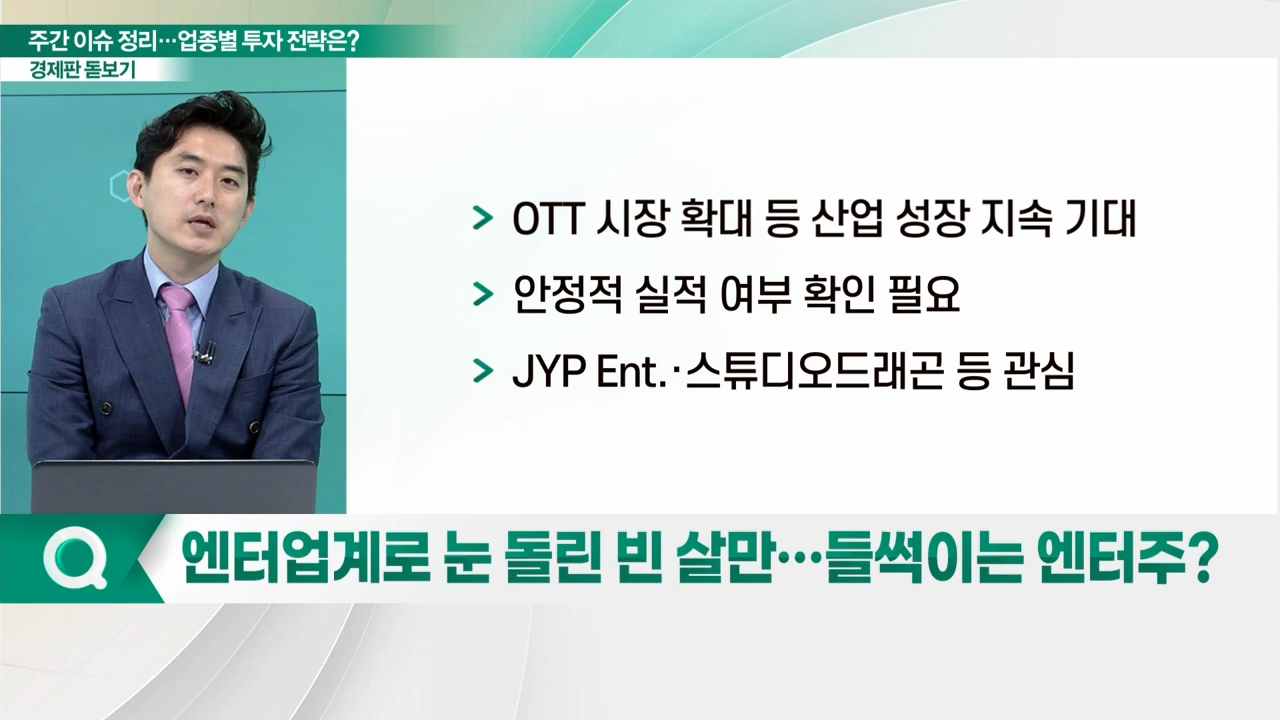 주간 이슈 정리…업종별 투자 전략은?
경제판 돋보기
> OTT 시장 확대 등 산업 성장 지속 기대
> 안정적 실적 여부 확인 필요
> JYP Ent.·스튜디오드래곤 등 관심
Q 엔터업계로 눈 돌린 빈 살만…들썩이는 엔터주?